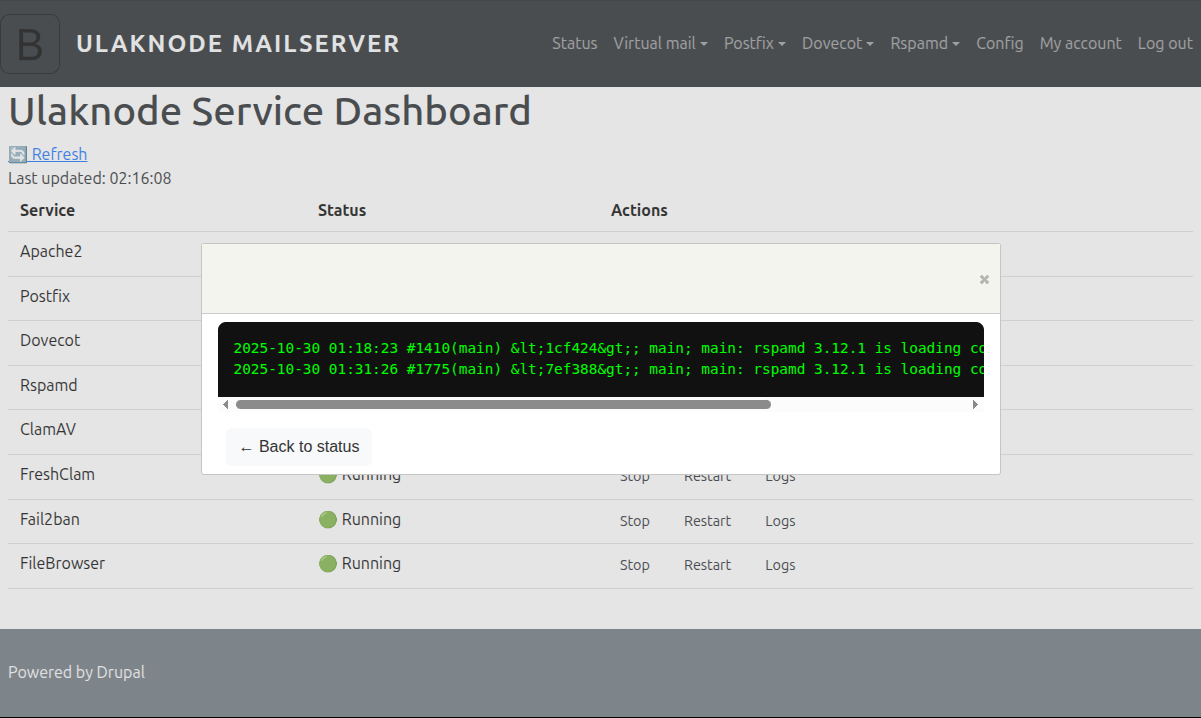 B ULAKNODE MAILSERVER Status Virtual mail Postfix Dovecot Rspamd Config My account Log out
Ulaknode Service Dashboard
Refresh
Last updated: 02:16:08
Service Status Actions
Apache2
×
Postfix
Dovecot
2025-10-30 01:18:23 #1410(main) &lt;1cf424&gt;; main; main: rspamd 3.12.1 is loading co
2025-10-30 01:31:26 #1775(main) &lt;7ef388&gt;; main; main: rspamd 3.12.1 is loading co
Rspamd
ClamAV
← Back to status
FreshClam Running Stop Restart Logs
Fail2ban Running Stop Restart Logs
FileBrowser Running Stop Restart Logs
Powered by Drupal